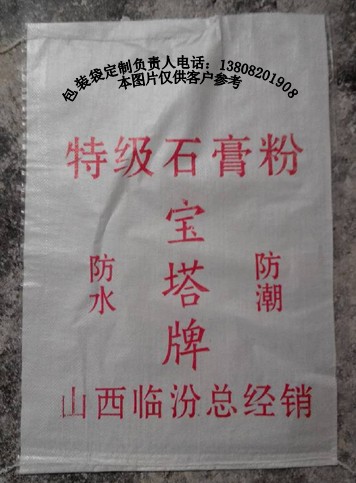 包装袋定制负责人电话：13808201908
本图片仅供客户参考
特级石膏粉
宝塔牌
防水
防潮
山西临汾总经销